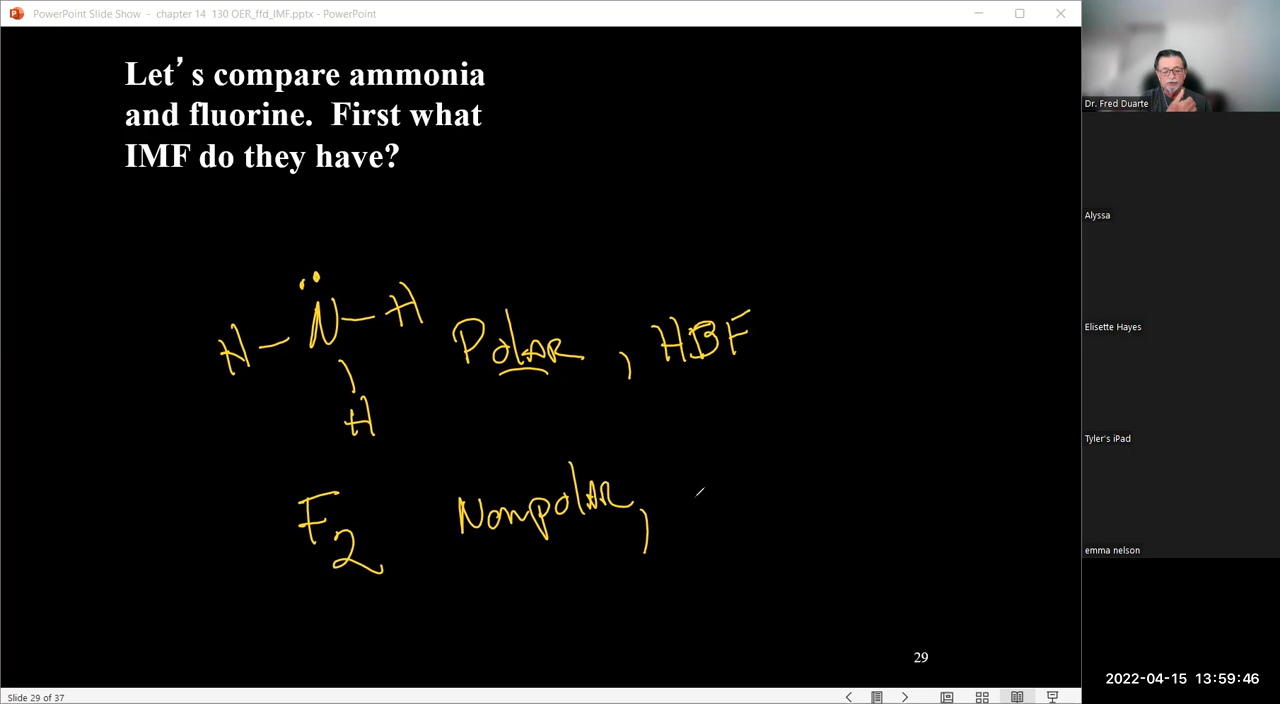 PowerPoint Slide Show - chapter 14 130 OER_ffd_IMF.pptx - PowerPoint
Let's compare ammonia
and fluorine. First what
IMF do they have?
H-N-H Polar, HBF
H
F2 Nonpolar,
29
Slide 29 of 37
Dr. Fred Duarte
Alyssa
Elisette Hayes
Tyler's iPad
emma nelson
2022-04-15 13:59:46